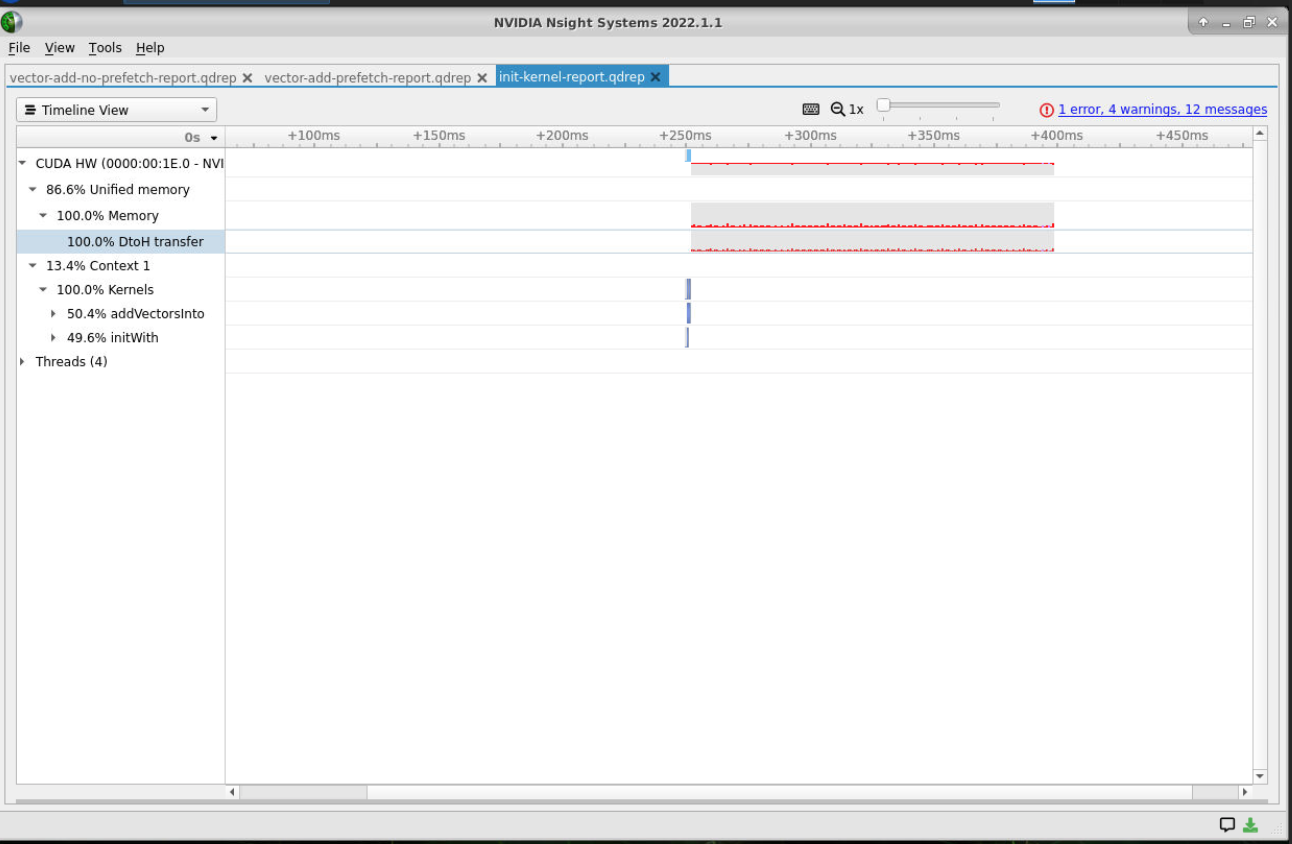 NVIDIA Nsight Systems 2022.1.1
File View Tools Help
vector-add-no-prefetch-report.qdrep vector-add-prefetch-report.qdrep init-kernel-report.qdrep
Timeline View 1x 1 error, 4 warnings, 12 messages
0s +100ms +150ms +200ms +250ms +300ms +350ms +400ms +450ms
CUDA HW (0000:00:1E.0 - NVI
86.6% Unified memory
100.0% Memory
100.0% DtoH transfer
13.4% Context 1
100.0% Kernels
50.4% addVectorsInto
49.6% initWith
Threads (4)